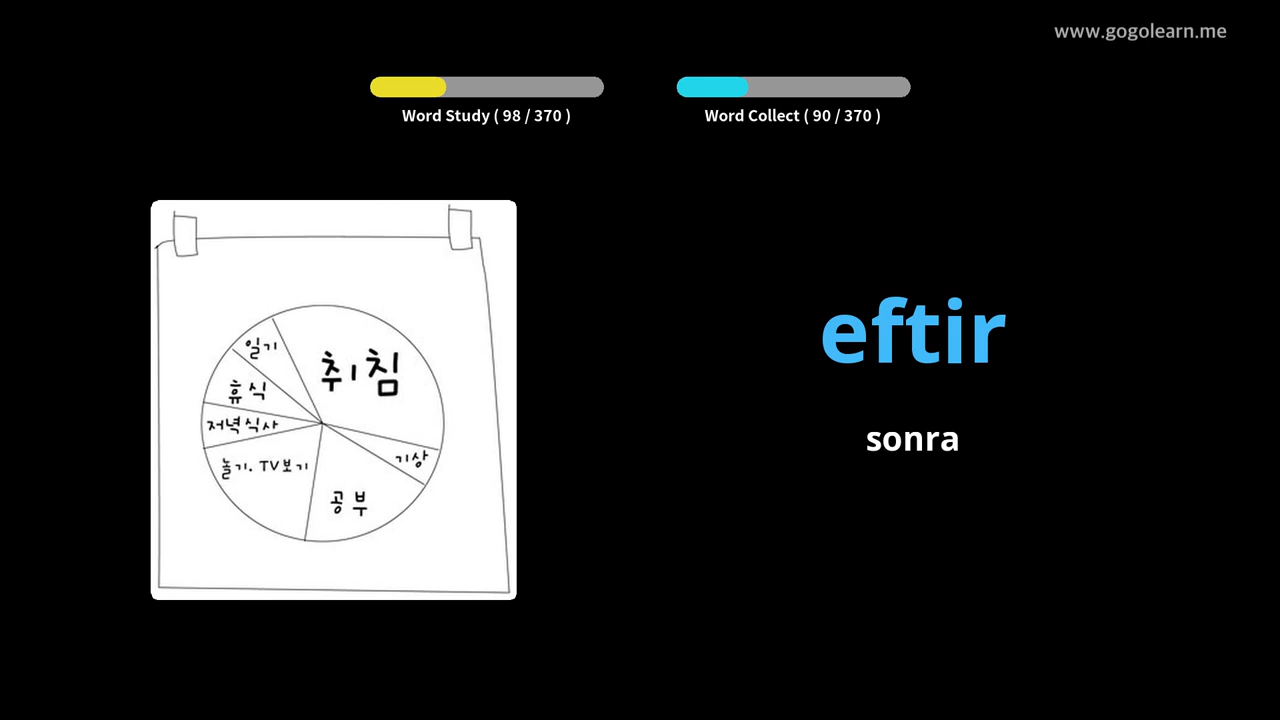 www.gogolearn.me
Word Study ( 98 / 370 )
Word Collect ( 90 / 370 )
일기
취침
휴식
저녁식사
놀기. TV보기
기상
공부
eftir
sonra